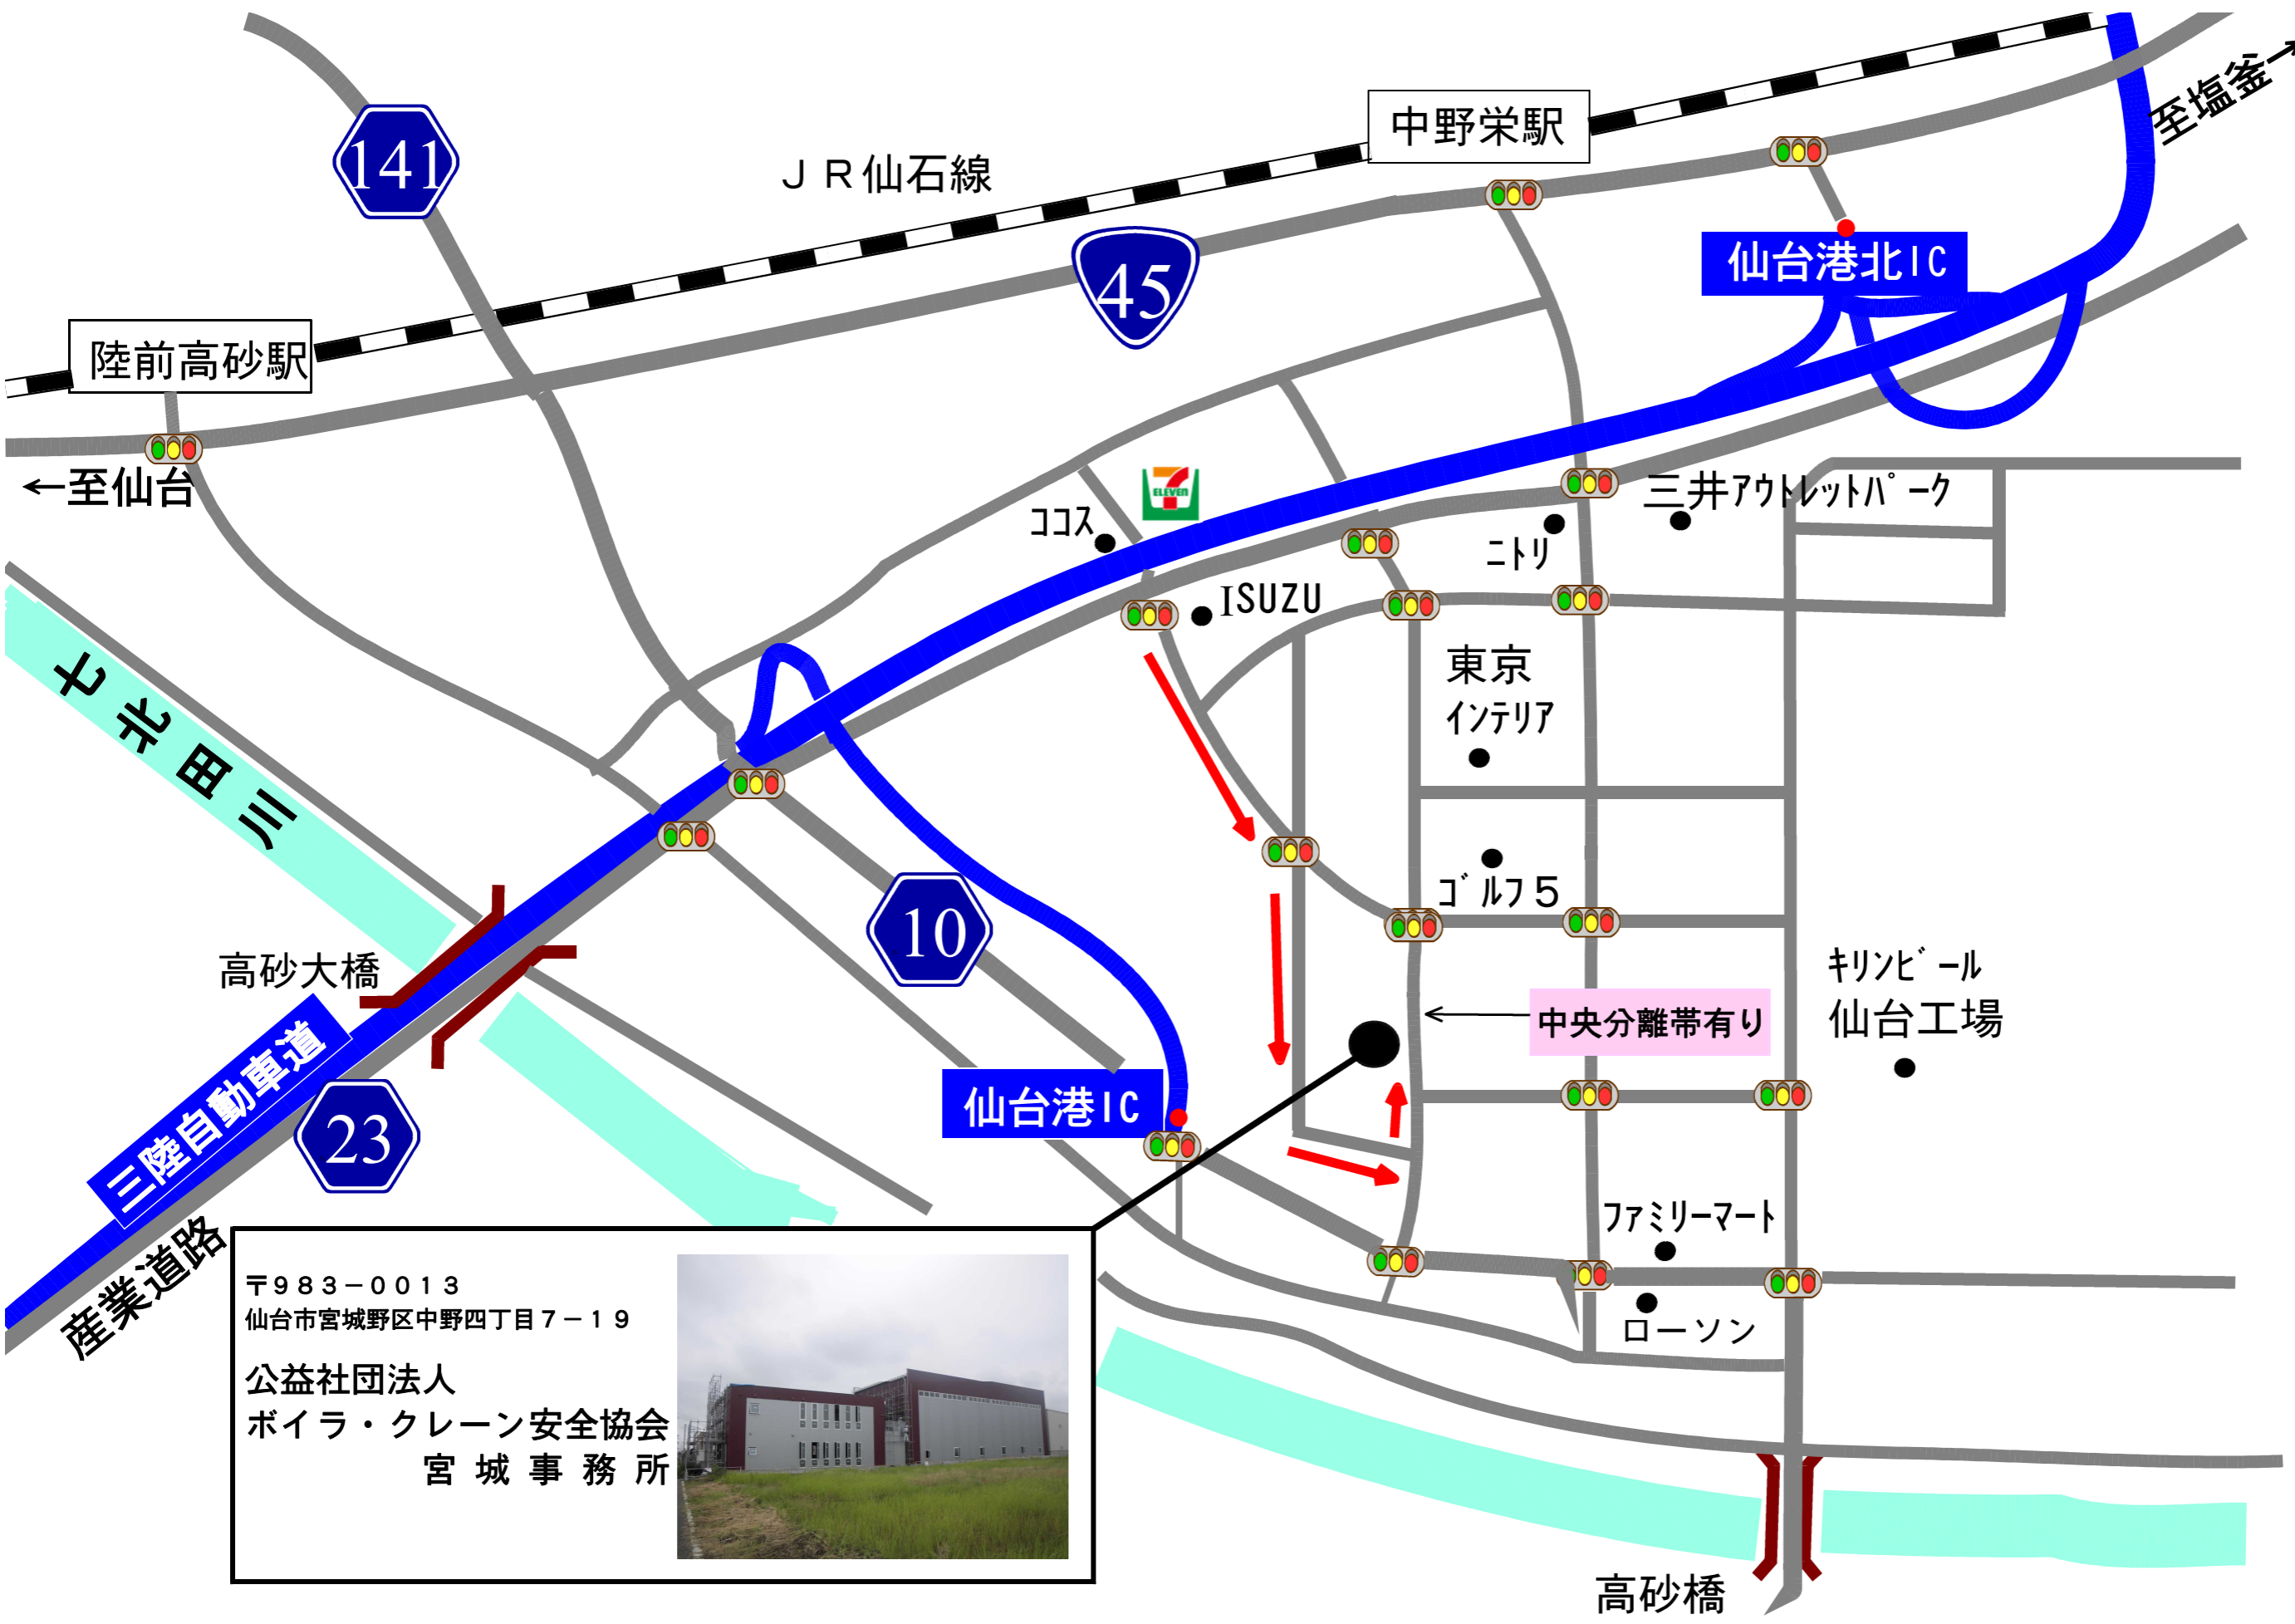 至塩釜→
中野栄駅
141
ＪＲ仙石線
仙台港北IC
45
陸前高砂駅
←至仙台
7
ELEVEN
三井ｱｳﾄﾚｯﾄﾊﾟｰｸ
ｺｺｽ
ﾆﾄﾘ
ISUZU
七北田川
東京
ｲﾝﾃﾘｱ
ｺﾞﾙﾌ５
10
高砂大橋
ｷﾘﾝﾋﾞｰﾙ
仙台工場
中央分離帯有り
三陸自動車道
仙台港IC
23
ﾌｧﾐﾘｰﾏｰﾄ
産業道路
ローソン
〒９８３－００１３
仙台市宮城野区中野四丁目７－１９
公益社団法人
ボイラ・クレーン安全協会
宮 城 事 務 所
高砂橋